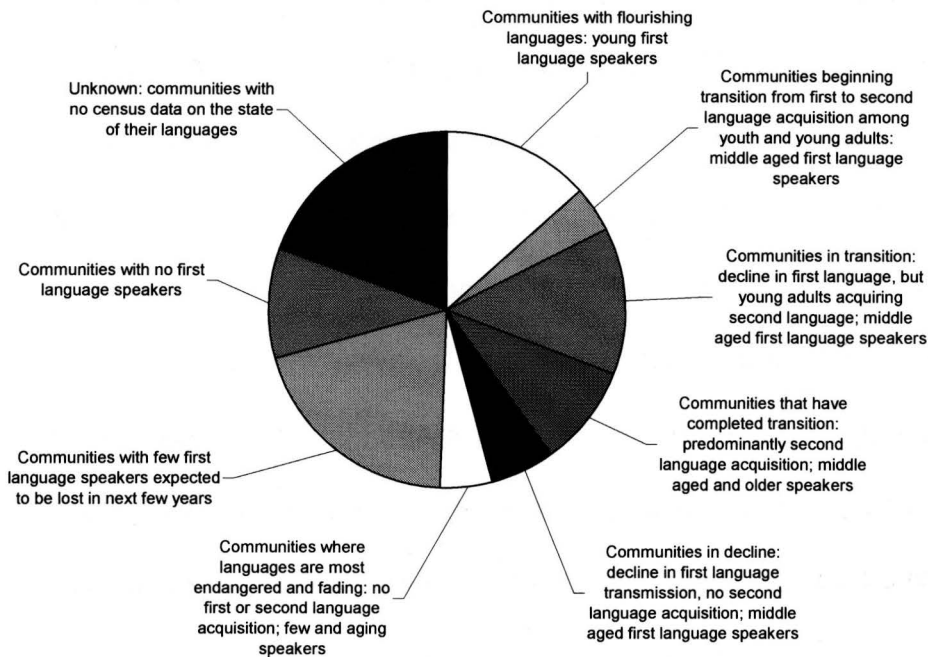 Communities with flourishing
languages: young first
language speakers
Communities beginning
transition from first to second
language acquisition among
youth and young adults:
middle aged first language
speakers
Communities in transition:
decline in first language, but
young adults acquiring
second language; middle
aged first language speakers
Communities that have
completed transition:
predominantly second
language acquisition; middle
aged and older speakers
Communities in decline:
decline in first language
transmission, no second
language acquisition; middle
aged first language speakers
Communities where
languages are most
endangered and fading: no
first or second language
acquisition; few and aging
speakers
Communities with few first
language speakers expected
to be lost in next few years
Communities with no first
language speakers
Unknown: communities with
no census data on the state
of their languages